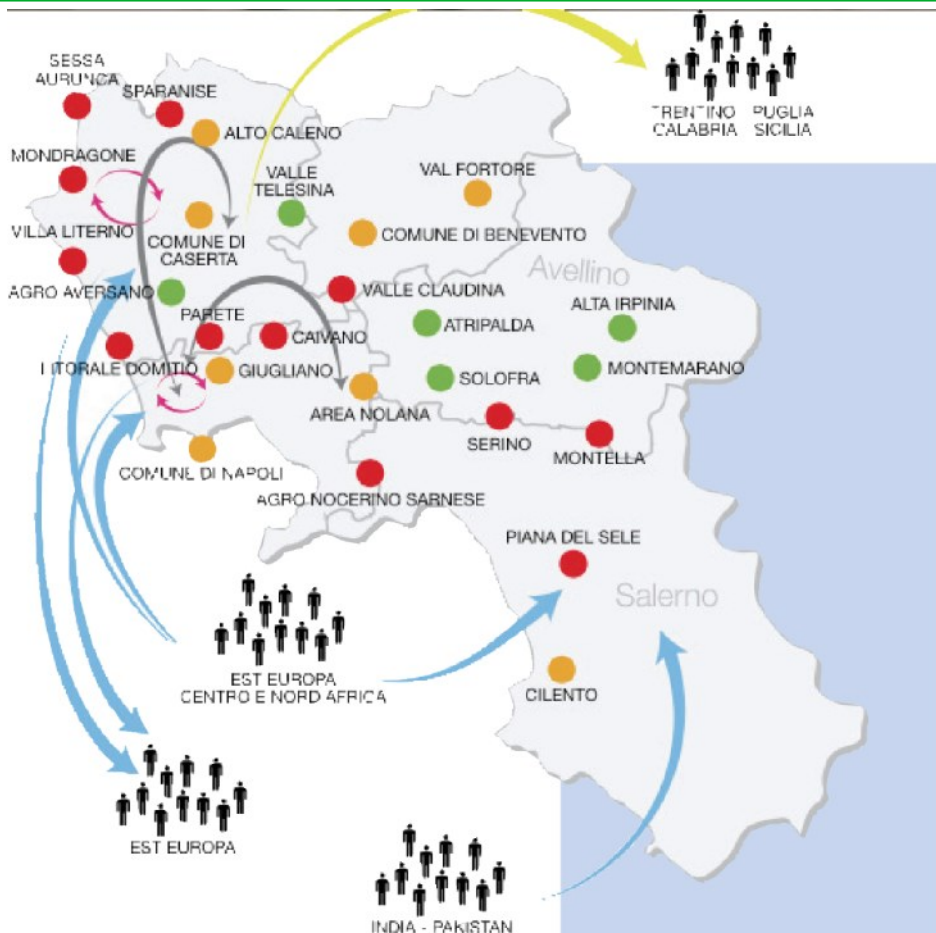 SESSA
AURUNCA
SPARANISE
ALTO CALENO
TRENTINO PUGLIA
CALABRIA SICILIA
MONDRAGONE
VALLE
TELESINA
VAL FORTORE
VILLA LITERNO
COMUNE DI
CASERTA
COMUNE DI BENEVENTO
Avellino
AGRO AVERSANO
VALLE CLAUDINA
ALTA IRPINIA
PARETE
CAIVANO
ATRIPALDA
LITORALE DOMITIO
GIUGLIANO
SOLOFRA
MONTEMARANO
AREA NOLANA
SERINO
MONTELLA
COMUNE DI NAPOLI
AGRO NOCERINO SARNESE
PIANA DEL SELE
Salerno
EST EUROPA
CENTRO E NORD AFRICA
CILENTO
EST EUROPA
INDIA - PAKISTAN